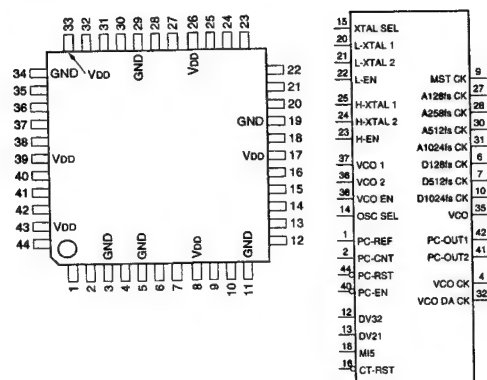 33 32 31 30 29 28 27 26 25 24 23
34 GND VDD GND VDD 22
35 21
36 20
37 GND 19
38 18
39 VDD VDD 17
40 16
41 15
42 14
43 VDD 13
44 GND GND VDD GND 12
1 2 3 4 5 6 7 8 9 10 11
15 XTAL SEL
20 L-XTAL 1
21 L-XTAL 2
22 L-EN
25 H-XTAL 1
24 H-XTAL 2
23 H-EN
37 VCO 1
36 VCO 2
38 VCO EN
14 OSC SEL
1 PC-REF
2 PC-CNT
44 PC-RST
40 PC-EN
12 DV32
13 DV21
18 MI5
16 CT-RST
MST CK 9
A128fs CK 27
A258fs CK 28
A512fs CK 30
A1024fs CK 31
D128fs CK 6
D512fs CK 7
D1024fs CK 10
VCO 35
PC-OUT1 42
PC-OUT2 41
VCO CK 4
VCO DA CK 32